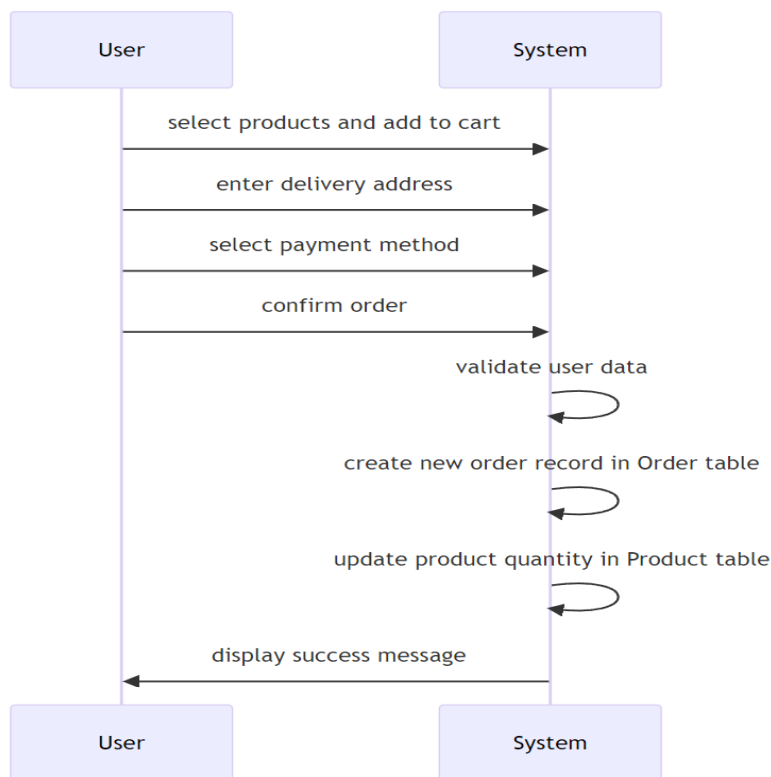 User
System
select products and add to cart
enter delivery address
select payment method
confirm order
validate user data
create new order record in Order table
update product quantity in Product table
display success message
User
System